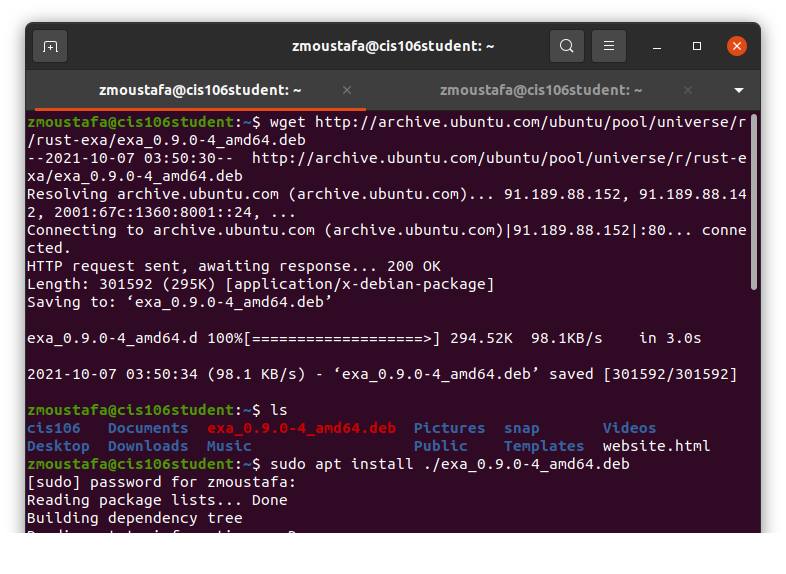 zmoustafa@cis106student: ~
zmoustafa@cis106student: ~ zmoustafa@cis106student: ~
zmoustafa@cis106student:~$ wget http://archive.ubuntu.com/ubuntu/pool/universe/r
/rust-exa/exa_0.9.0-4_amd64.deb
--2021-10-07 03:50:30--  http://archive.ubuntu.com/ubuntu/pool/universe/r/rust-e
xa/exa_0.9.0-4_amd64.deb
Resolving archive.ubuntu.com (archive.ubuntu.com)... 91.189.88.152, 91.189.88.14
2, 2001:67c:1360:8001::24, ...
Connecting to archive.ubuntu.com (archive.ubuntu.com)|91.189.88.152|:80... conne
cted.
HTTP request sent, awaiting response... 200 OK
Length: 301592 (295K) [application/x-debian-package]
Saving to: ‘exa_0.9.0-4_amd64.deb’
exa_0.9.0-4_amd64.d 100%[===================>] 294.52K  98.1KB/s    in 3.0s
2021-10-07 03:50:34 (98.1 KB/s) - ‘exa_0.9.0-4_amd64.deb’ saved [301592/301592]
zmoustafa@cis106student:~$ ls
cis106   Documents  exa_0.9.0-4_amd64.deb  Pictures  snap       Videos
Desktop  Downloads  Music                  Public    Templates  website.html
zmoustafa@cis106student:~$ sudo apt install ./exa_0.9.0-4_amd64.deb
[sudo] password for zmoustafa:
Reading package lists... Done
Building dependency tree